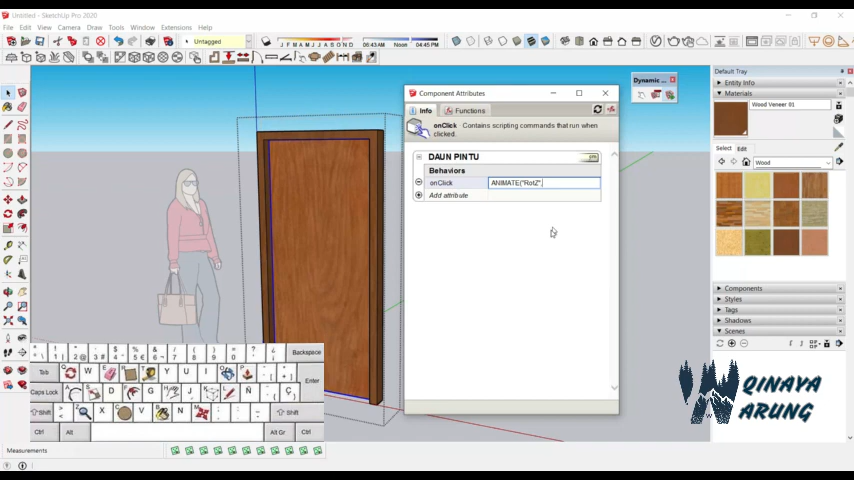 Untitled - SketchUp Pro 2020
File Edit View Camera Draw Tools Window Extensions Help
Untagged
J F M A M J J A S O N D
06:43 AM Noon 04:45 PM
Component Attributes
Info Functions
onClick Contains scripting commands that run when
clicked.
DAUN PINTU
Behaviors
onClick ANIMATE("RotZ",
Add attribute
Dynamic ...
Default Tray
Entity Info
Materials
Wood Veneer 01
Select Edit
Wood
Components
Styles
Tags
Shadows
Scenes
Backspace
Tab Q W E R T Y U I O P
Enter
Caps Lock A S D F G H J K L Ñ Ç
Shift Z X C V B N M Shift
Ctrl Alt Alt Gr Ctrl
QINAYA
WARUNG
Measurements